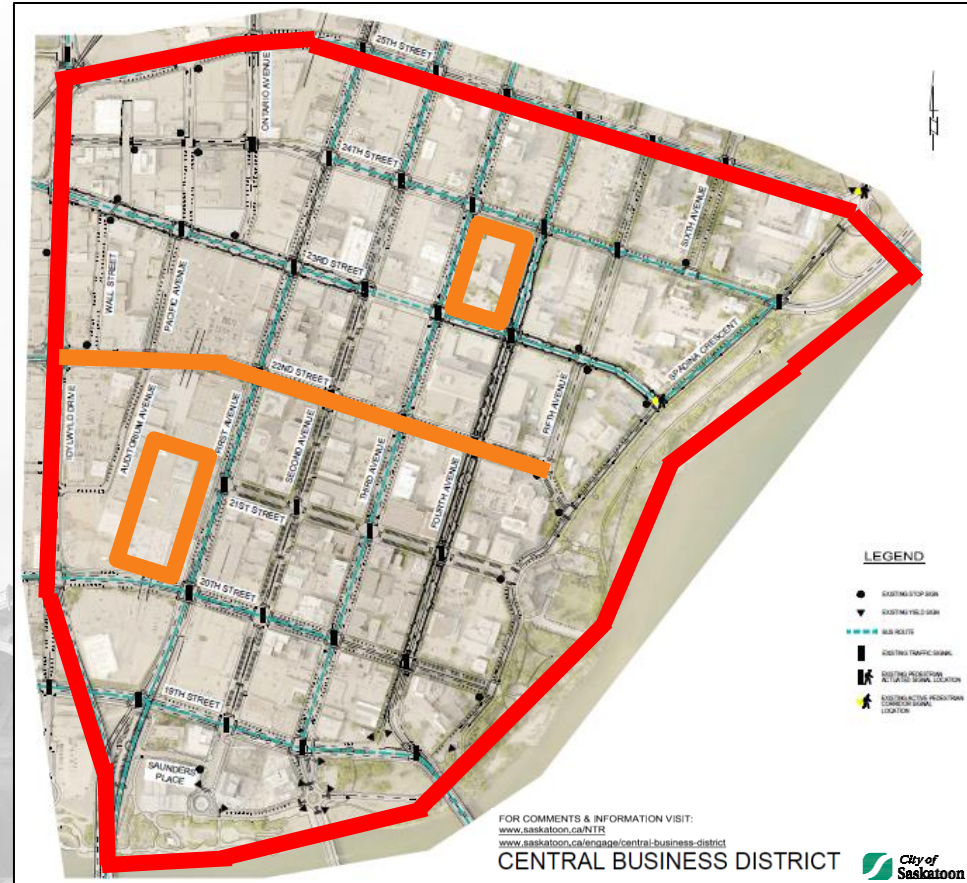 25TH STREET
ONTARIO AVENUE
24TH STREET
SIXTH AVENUE
23RD STREET
WALL STREET
PACIFIC AVENUE
SPADINA CRESCENT
22ND STREET
IDYLWYLD DRIVE
AUDITORIUM AVENUE
FIRST AVENUE
SECOND AVENUE
THIRD AVENUE
FOURTH AVENUE
FIFTH AVENUE
21ST STREET
20TH STREET
19TH STREET
SAUNDERS
PLACE
LEGEND
EXISTING STOP SIGN
EXISTING YIELD SIGN
BUS ROUTE
EXISTING TRAFFIC SIGNAL
EXISTING PEDESTRIAN
ACTUATED SIGNAL LOCATION
EXISTING ACTIVE PEDESTRIAN
CORRIDOR SIGNAL
LOCATION
FOR COMMENTS & INFORMATION VISIT:
www.saskatoon.ca/NTR
www.saskatoon.ca/engage/central-business-district
CENTRAL BUSINESS DISTRICT
City of
Saskatoon